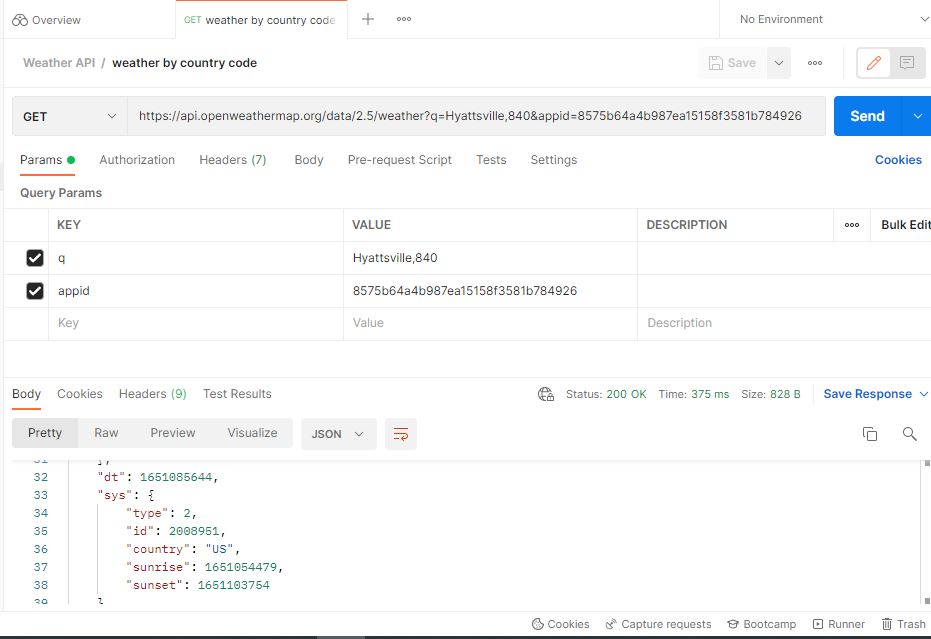 Overview
GET weather by country code
No Environment
Weather API / weather by country code
Save
GET
https://api.openweathermap.org/data/2.5/weather?q=Hyattsville,840&appid=8575b64a4b987ea15158f3581b784926
Send
Params Authorization Headers (7) Body Pre-request Script Tests Settings Cookies
Query Params
KEY VALUE DESCRIPTION Bulk Edit
q Hyattsville,840
appid 8575b64a4b987ea15158f3581b784926
Key Value Description
Body Cookies Headers (9) Test Results Status: 200 OK Time: 375 ms Size: 828 B Save Response
Pretty Raw Preview Visualize JSON
31 },
32 "dt": 1651085644,
33 "sys": {
34 "type": 2,
35 "id": 2008951,
36 "country": "US",
37 "sunrise": 1651054479,
38 "sunset": 1651103754
39 }
Cookies Capture requests Bootcamp Runner Trash